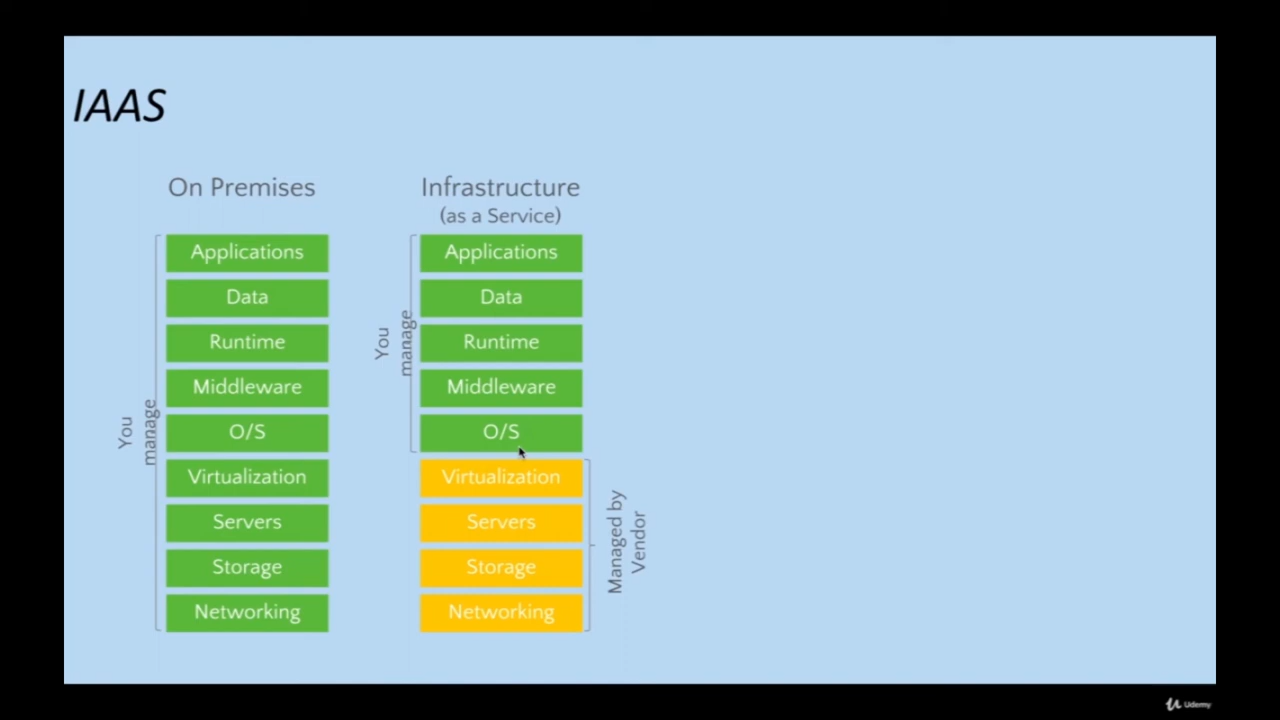 IAAS
On Premises
You
manage
Applications
Data
Runtime
Middleware
O/S
Virtualization
Servers
Storage
Networking
Infrastructure
(as a Service)
You
manage
Applications
Data
Runtime
Middleware
O/S
Virtualization
Servers
Storage
Networking
Managed by
Vendor
Udemy